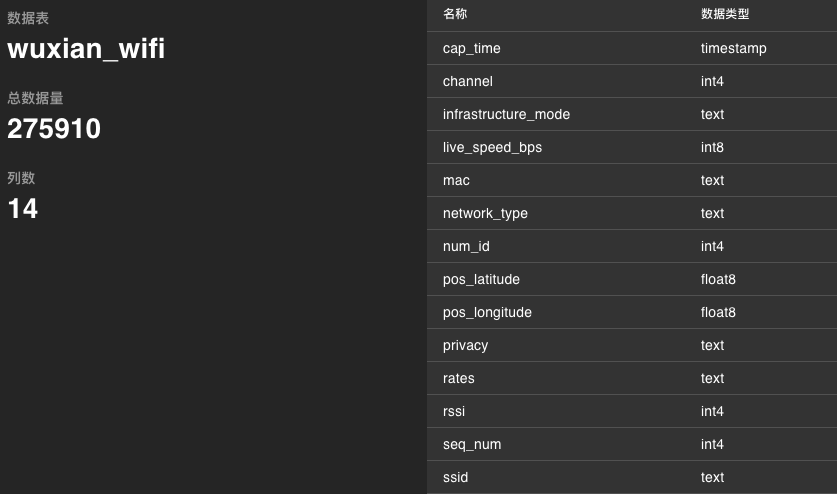 数据表
wuxian_wifi
总数据量
275910
列数
14
名称 数据类型
cap_time timestamp
channel int4
infrastructure_mode text
live_speed_bps int8
mac text
network_type text
num_id int4
pos_latitude float8
pos_longitude float8
privacy text
rates text
rssi int4
seq_num int4
ssid text